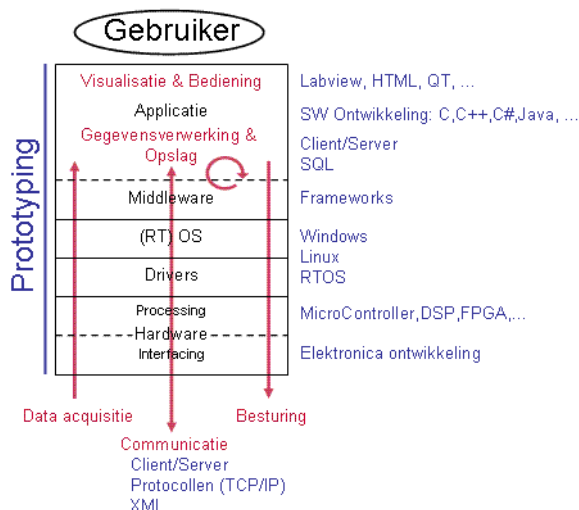 Gebruiker
Prototyping
Visualisatie & Bediening
Labview, HTML, QT, ...
Applicatie
SW Ontwikkeling: C,C++,C#,Java, ...
Gegevensverwerking &
Opslag
Client/Server
SQL
Middleware
Frameworks
(RT) OS
Windows
Linux
Drivers
RTOS
Processing
MicroController,DSP,FPGA,...
Hardware
Interfacing
Elektronica ontwikkeling
Data acquisitie
Besturing
Communicatie
Client/Server
Protocollen (TCP/IP)
XML